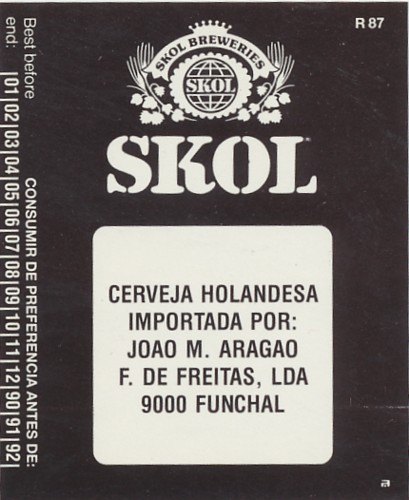 R 87
SKOL BREWERIES
SKOL
SKOL
CERVEJA HOLANDESA
IMPORTADA POR:
JOAO M. ARAGAO
F. DE FREITAS, LDA
9000 FUNCHAL
Best before
end:
CONSUMIR DE PREFERENCIA ANTES DE:
|01|02|03|04|05|06|07|08|09|10|11|12|90|91|92|